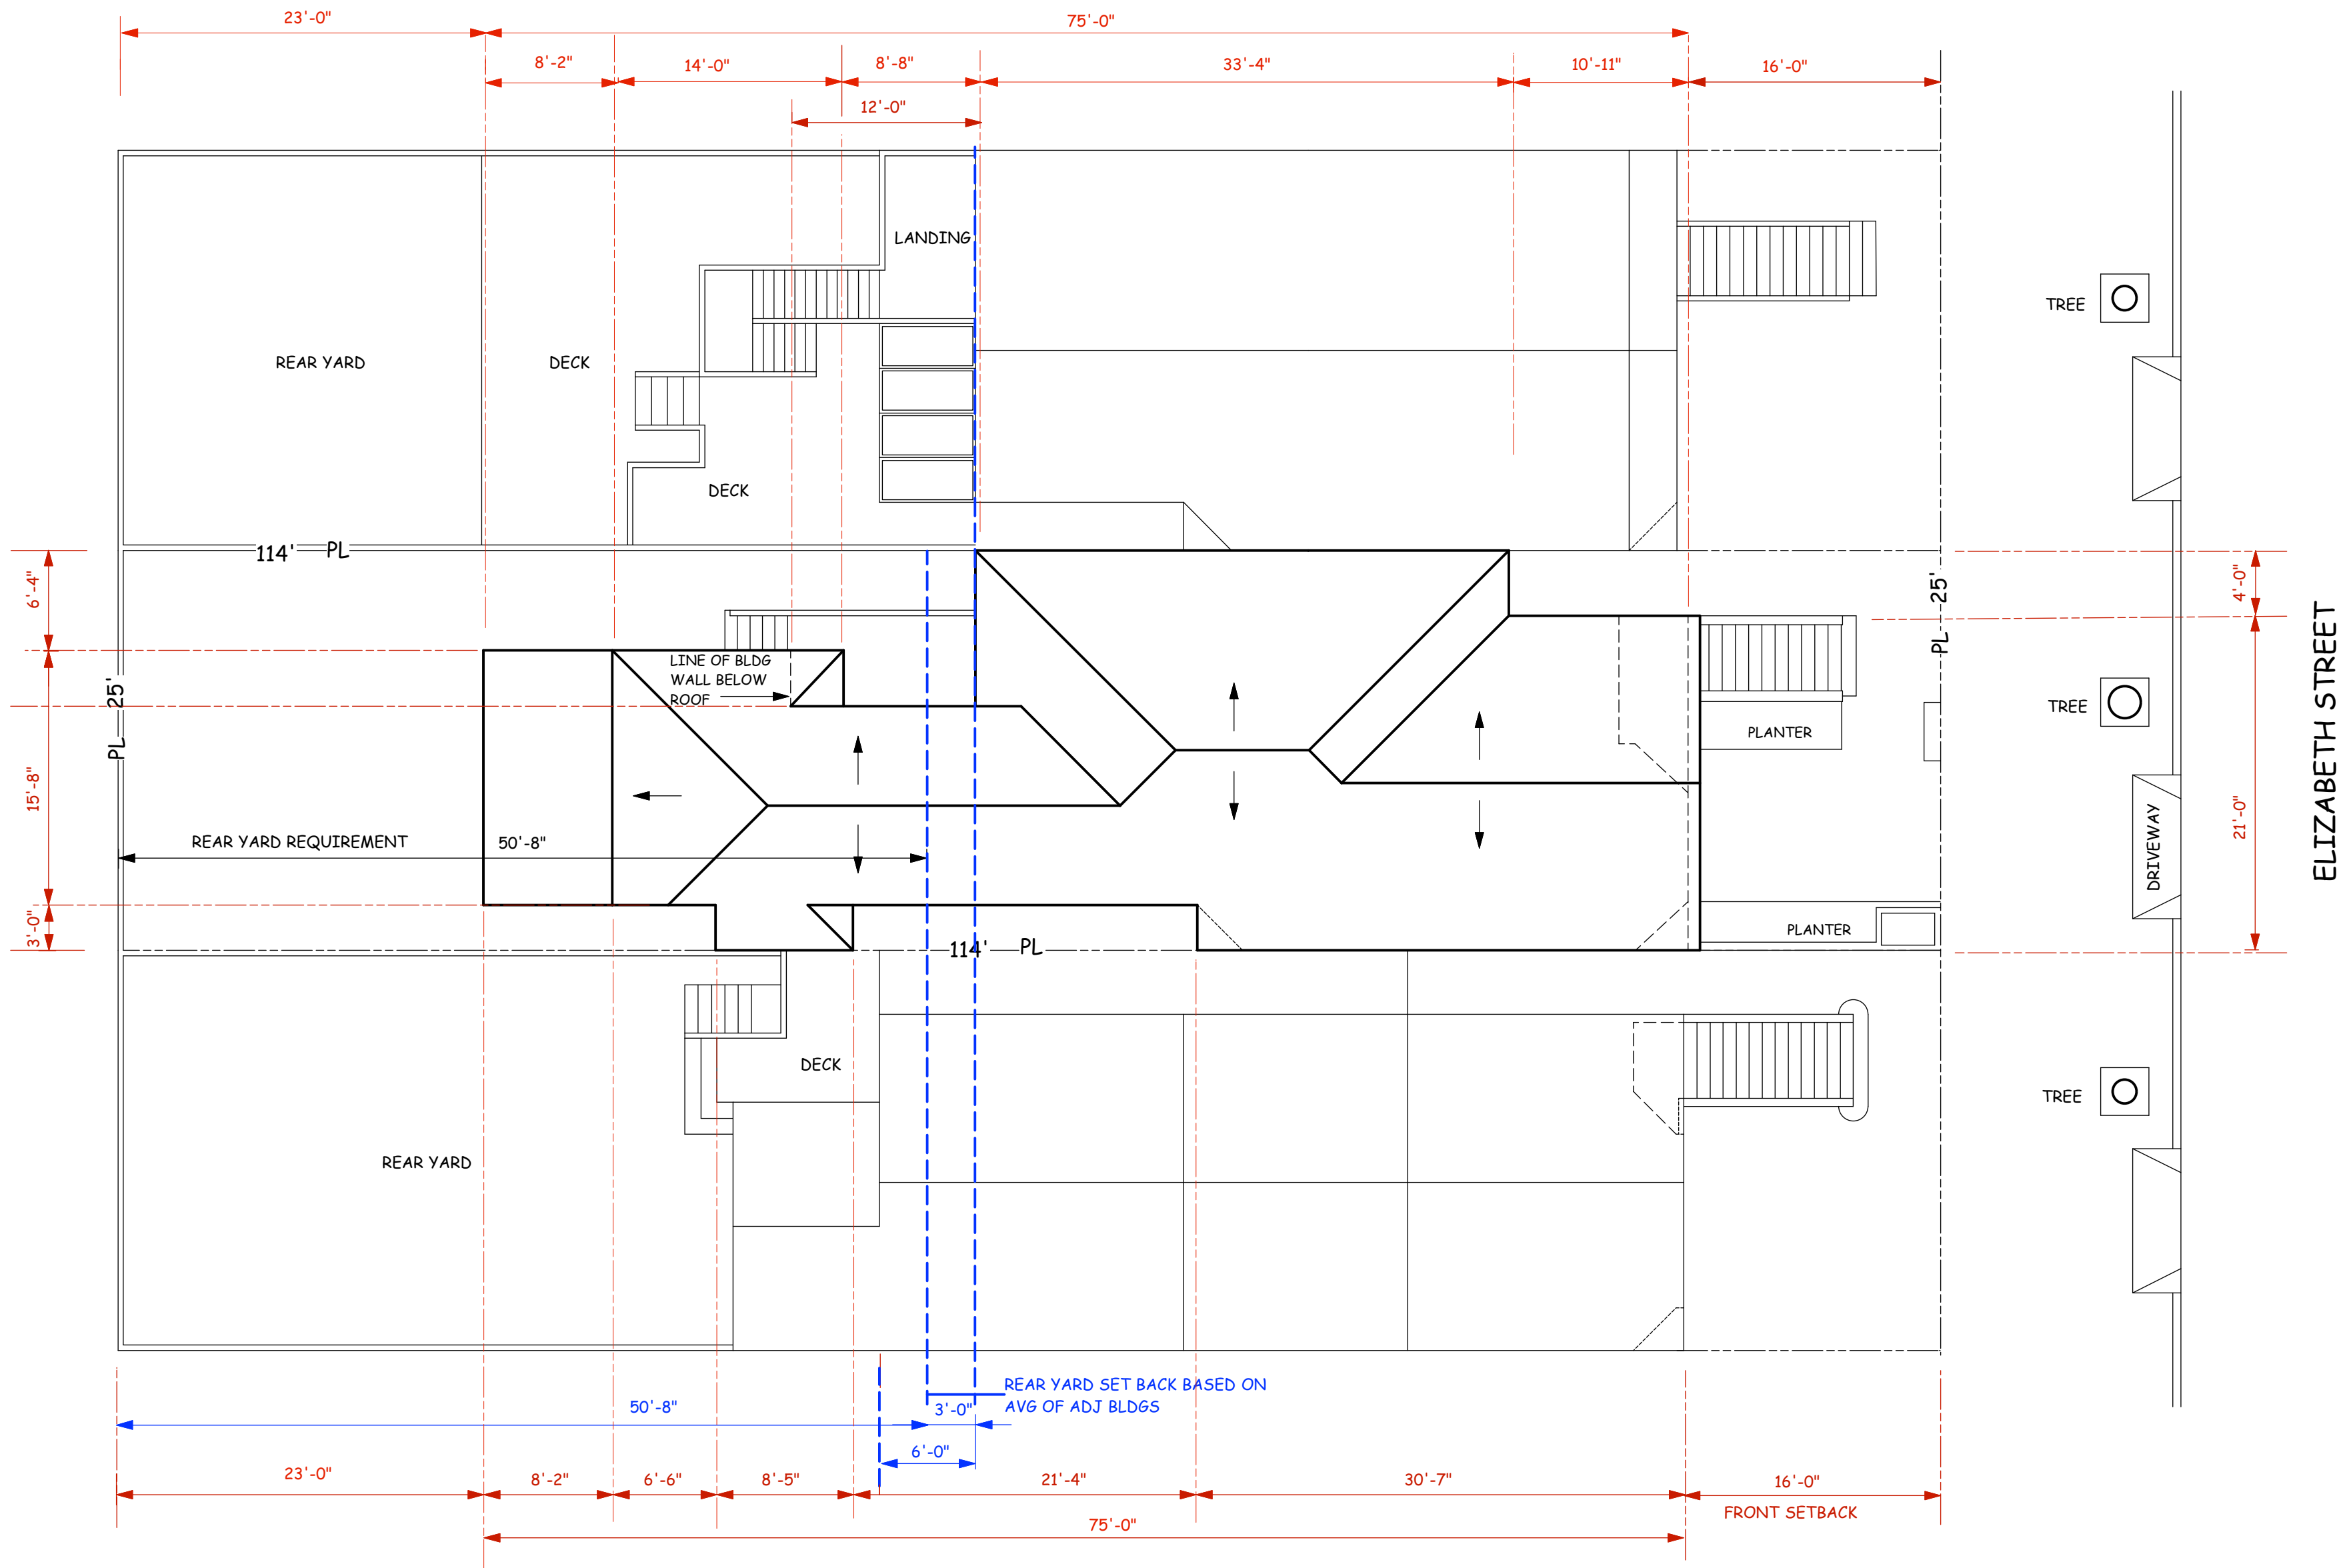 23'-0"
75'-0"
8'-2"
14'-0"
8'-8"
33'-4"
10'-11"
16'-0"
12'-0"
LANDING
TREE
REAR YARD
DECK
DECK
114' PL
6'-4"
4'-0"
25'
PL
ELIZABETH STREET
LINE OF BLDG
WALL BELOW
ROOF
25'
PL
TREE
PLANTER
15'-8"
REAR YARD REQUIREMENT
50'-8"
DRIVEWAY
21'-0"
3'-0"
114' PL
PLANTER
DECK
TREE
REAR YARD
REAR YARD SET BACK BASED ON
AVG OF ADJ BLDGS
50'-8"
3'-0"
6'-0"
23'-0"
8'-2"
6'-6"
8'-5"
21'-4"
30'-7"
16'-0"
FRONT SETBACK
75'-0"